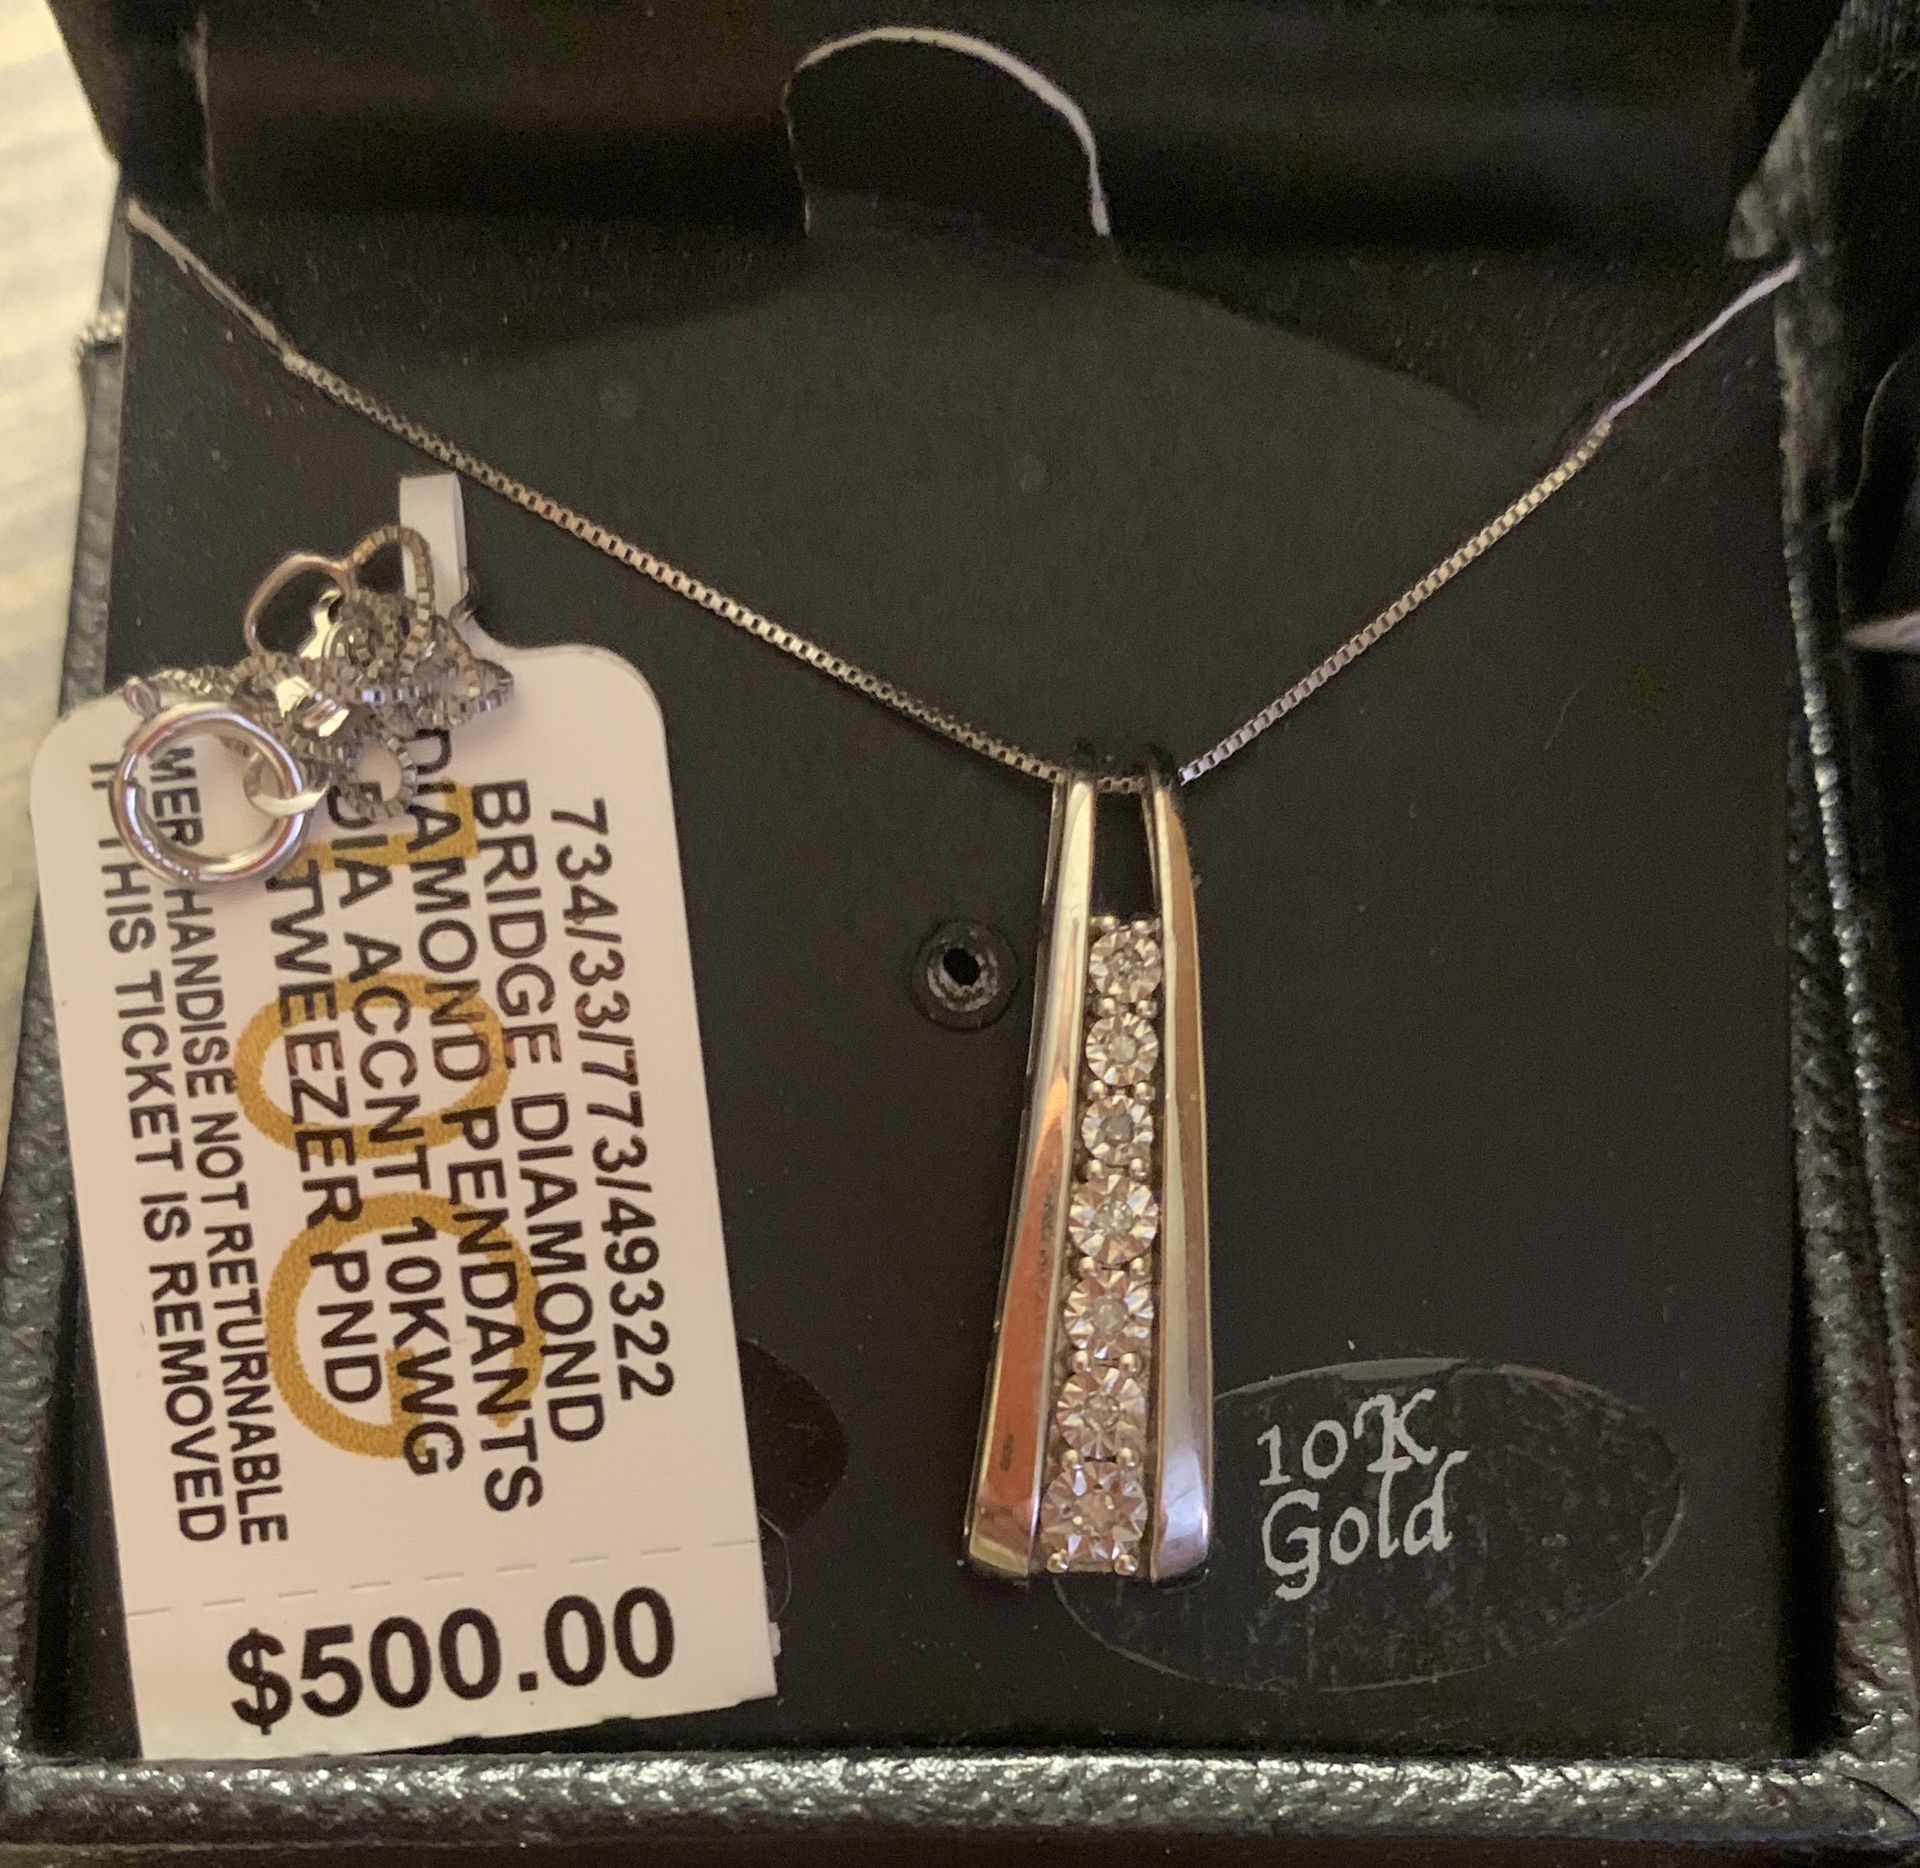 734/33/773/49322
BRIDGE DIAMOND
DIAMOND PENDANTS
DIA ACCNT 10KWG
TWEEZER PND
MERCHANDISE NOT RETURNABLE
IF THIS TICKET IS REMOVED
$500.00
10K
Gold